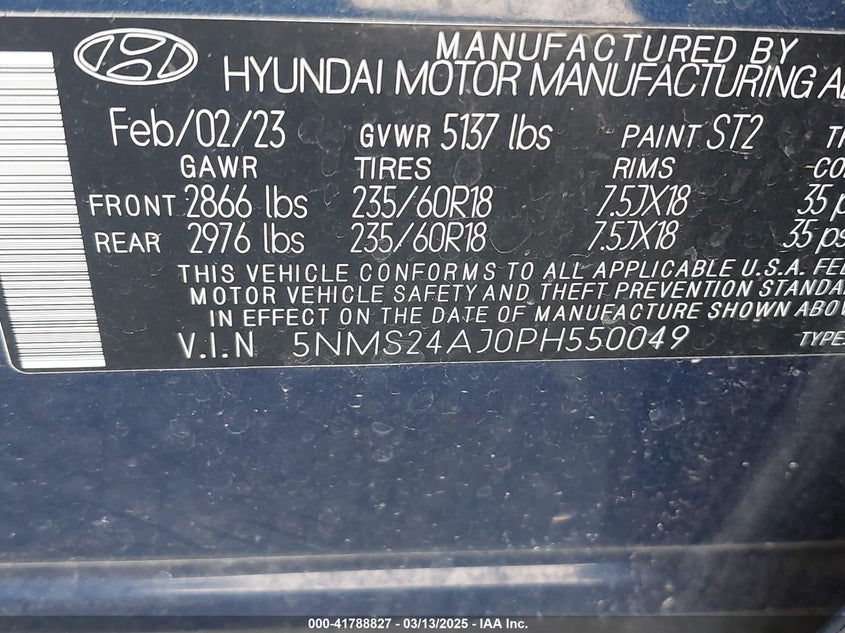 MANUFACTURED BY
HYUNDAI MOTOR MANUFACTURING
Feb/02/23 GVWR 5137 lbs PAINT ST2
GAWR TIRES RIMS
FRONT 2866 lbs 235/60R18 7.5JX18 35
REAR 2976 lbs 235/60R18 7.5JX18 35
THIS VEHICLE CONFORMS TO ALL APPLICABLE U.S.A.
MOTOR VEHICLE SAFETY AND THEFT PREVENTION
IN EFFECT ON THE DATE OF MANUFACTURE SHOWN
V.I.N 5NMS24AJ0PH550049 TYPE
000-41788827 - 03/13/2025 - IAA Inc.